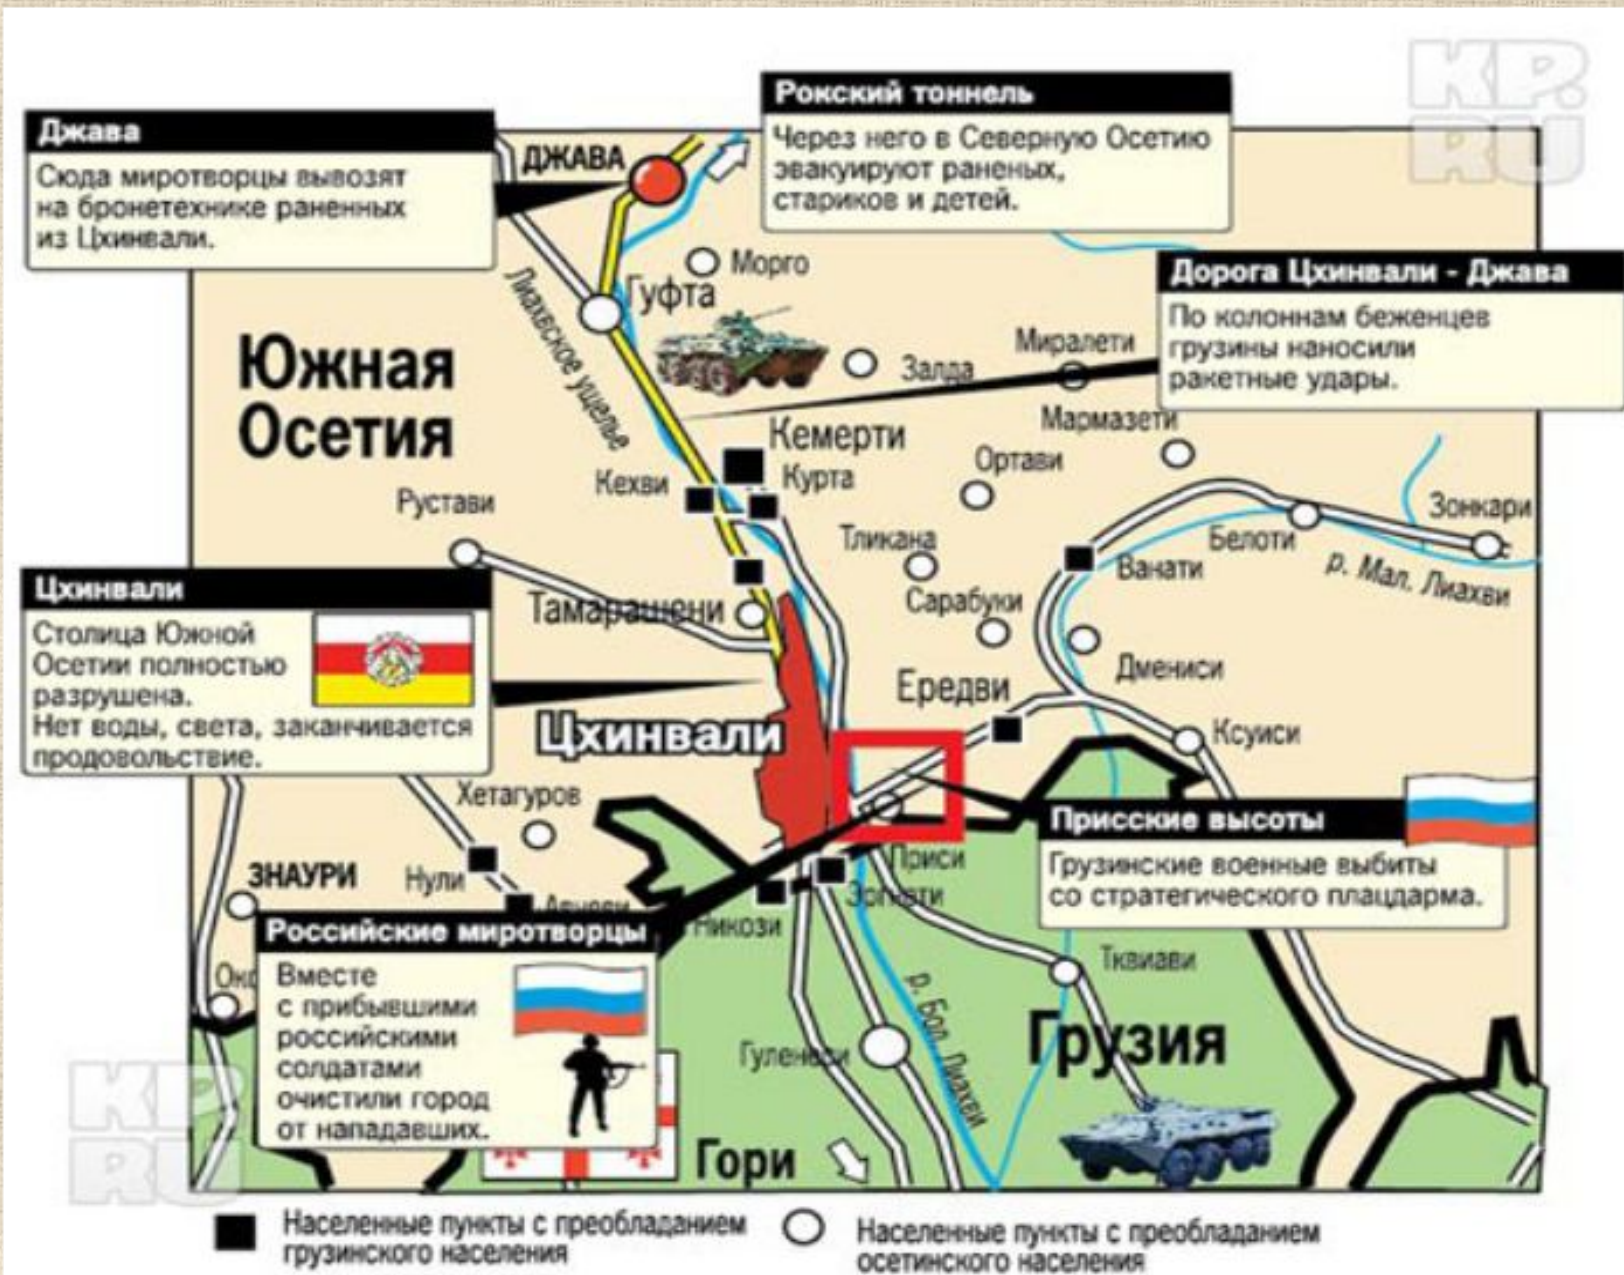 KP.
RU
Рокский тоннель
Через него в Северную Осетию
эвакуируют раненых,
стариков и детей.
Джава
Сюда миротворцы вывозят
на бронетехнике раненных
из Цхинвали.
ДЖАВА
Морго
Гуфта
Дорога Цхинвали - Джава
По колоннам беженцев
грузины наносили
ракетные удары.
Лиахвское ущелье
Южная
Осетия
Миралети
Залда
Мармазети
Кемерти
Ортави
Курта
Кехви
Рустави
Зонкари
Тликана
Белоти
Ванати
р. Мал. Лиахви
Цхинвали
Столица Южной
Осетии полностью
разрушена.
Нет воды, света, заканчивается
продовольствие.
Тамарашени
Сарабуки
Дмениси
Ередви
Цхинвали
Ксуиси
Хетагуров
Присские высоты
Грузинские военные выбиты
со стратегического плацдарма.
Приси
ЗНАУРИ
Нули
Эргнети
Никози
Российские миротворцы
Вместе
с прибывшими
российскими
солдатами
очистили город
от нападавших.
Тквиави
р. Бол. Лиахви
Грузия
Гори
KP.
RU
Населенные пункты с преобладанием
грузинского населения
Населенные пункты с преобладанием
осетинского населения